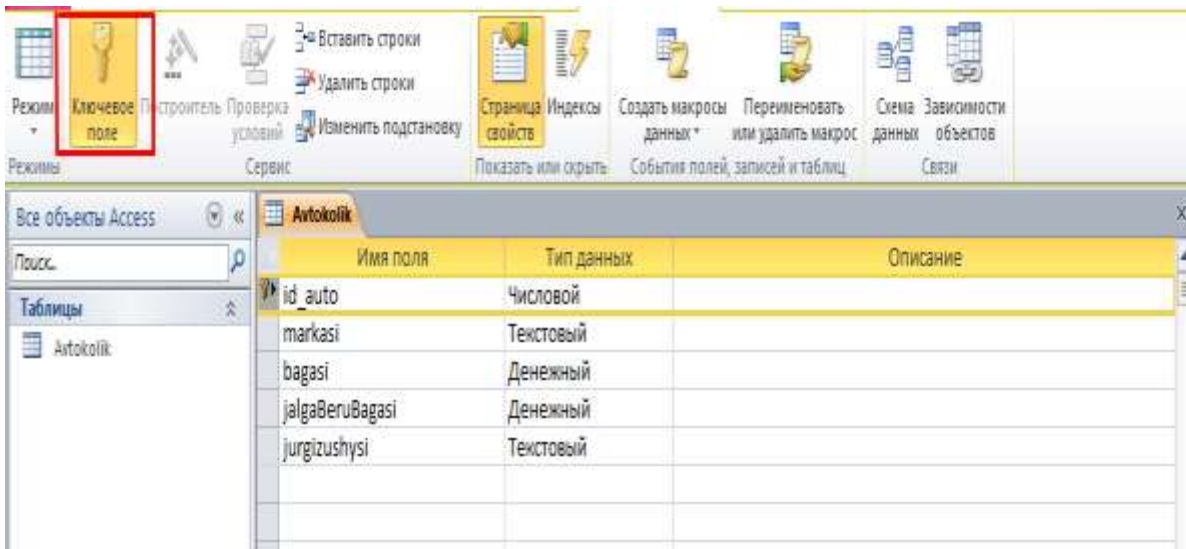 Вставить строки
Удалить строки
Изменить подстановку
Режим
Ключевое поле
Построитель
Проверка условий
Страница свойств
Индексы
Создать макросы данных
Переименовать или удалить макрос
Схема данных
Зависимости объектов
Режимы
Сервис
Показать или скрыть
События полей, записей и таблиц
Связи
Все объекты Access
Поиск...
Таблицы
Avtokolik
Avtokolik
Имя поля Тип данных Описание
id_auto Числовой
markasi Текстовый
bagasi Денежный
jalgaBeruBagasi Денежный
jurgizushysi Текстовый